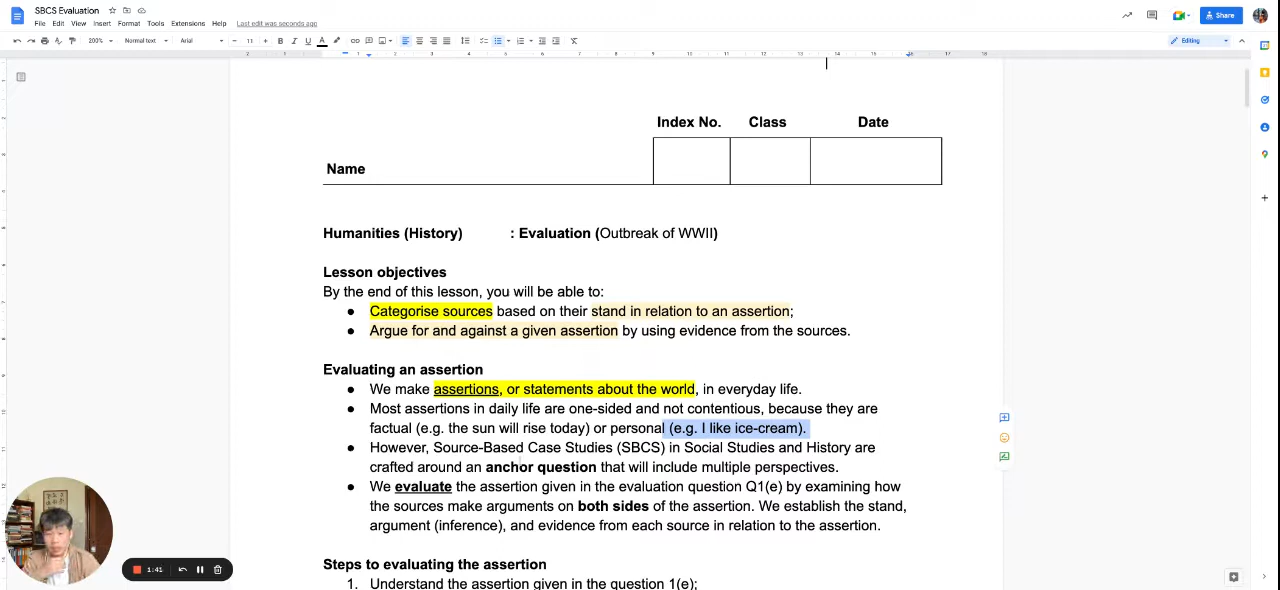 SBCS Evaluation
File Edit View Insert Format Tools Extensions Help Last edit was seconds ago
Share
200% Normal text Arial 11 Editing
Index No. Class Date
Name
Humanities (History) : Evaluation (Outbreak of WWII)
Lesson objectives
By the end of this lesson, you will be able to:
● Categorise sources based on their stand in relation to an assertion;
● Argue for and against a given assertion by using evidence from the sources.
Evaluating an assertion
● We make assertions, or statements about the world, in everyday life.
● Most assertions in daily life are one-sided and not contentious, because they are
factual (e.g. the sun will rise today) or personal (e.g. I like ice-cream).
● However, Source-Based Case Studies (SBCS) in Social Studies and History are
crafted around an anchor question that will include multiple perspectives.
● We evaluate the assertion given in the evaluation question Q1(e) by examining how
the sources make arguments on both sides of the assertion. We establish the stand,
argument (inference), and evidence from each source in relation to the assertion.
Steps to evaluating the assertion
1. Understand the assertion given in the question 1(e);
1:41